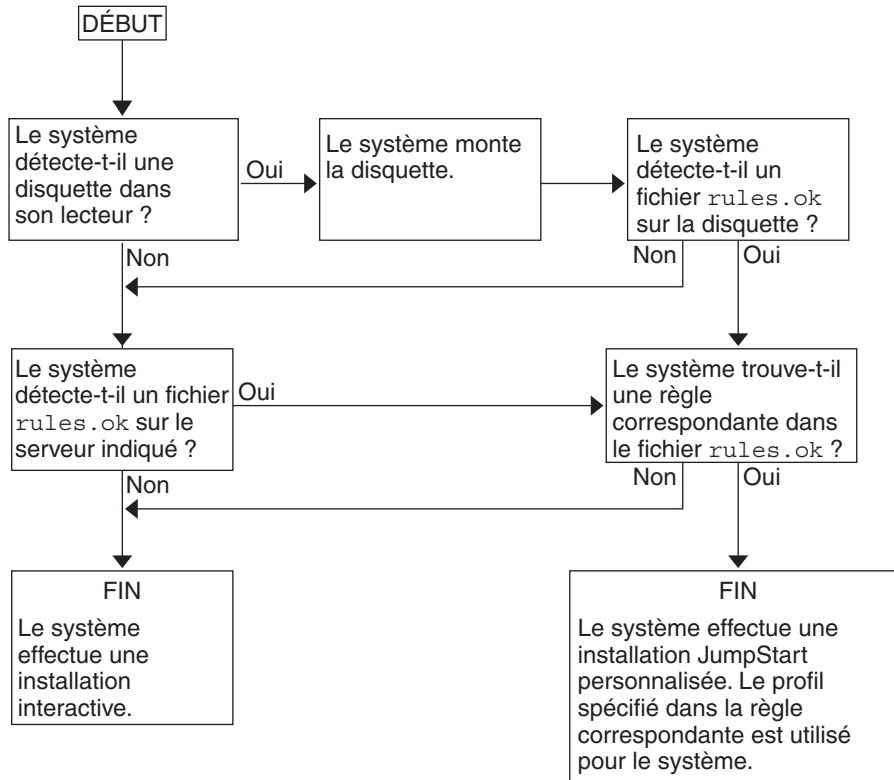 DÉBUT
Le système
détecte-t-il une
disquette dans
son lecteur ?
Oui
Le système monte
la disquette.
Le système
détecte-t-il un
fichier rules.ok
sur la disquette ?
Non
Non
Oui
Le système
détecte-t-il un fichier
rules.ok sur le
serveur indiqué ?
Oui
Le système trouve-t-il
une règle
correspondante dans
le fichier rules.ok ?
Non
Non
Oui
FIN
Le système
effectue une
installation
interactive.
FIN
Le système effectue une
installation JumpStart
personnalisée. Le profil
spécifié dans la règle
correspondante est utilisé
pour le système.